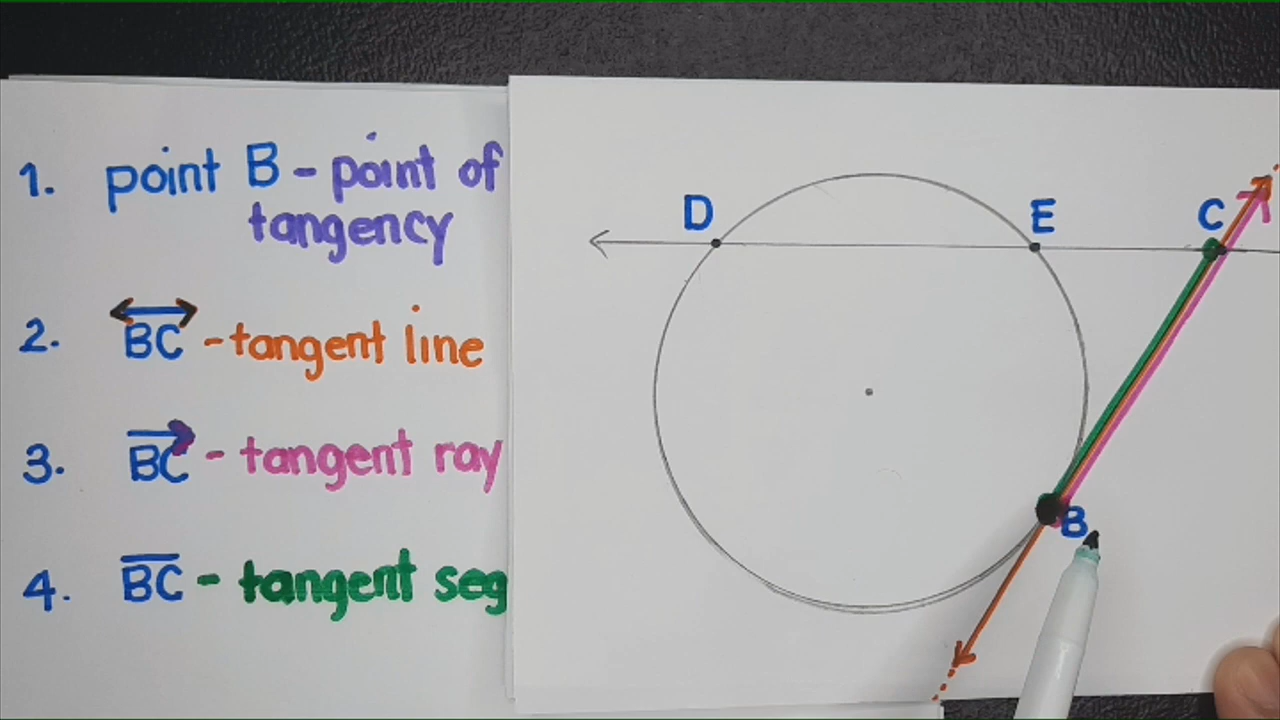 1. point B - point of
tangency
2. BC - tangent line
3. BC - tangent ray
4. BC - tangent seg
D
E
C
B